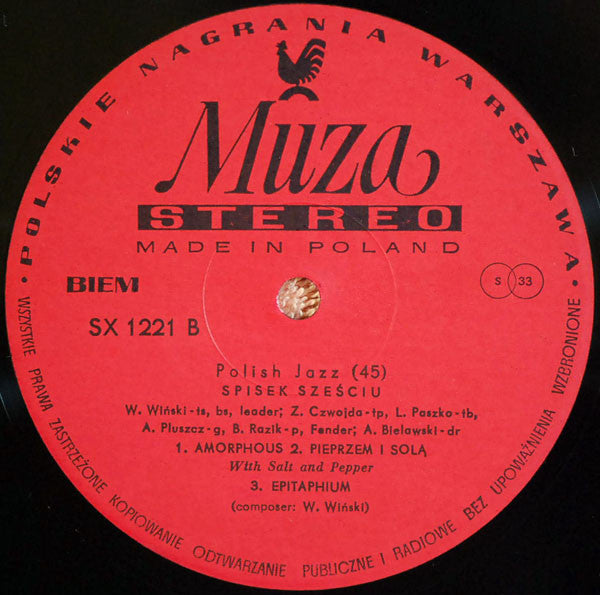 • POLSKIE NAGRANIA WARSZAWA •
Muza
STEREO
MADE IN POLAND
BIEM
S 33
SX 1221 B
Polish Jazz (45)
SPISEK SZEŚCIU
W. Wiński-ts, bs, leader; Z. Czwojda-tp, L. Paszko-tb,
A. Pluszcz-g, B. Razik-p, Fender; A. Bielawski-dr
1. AMORPHOUS 2. PIEPRZEM I SOLĄ
With Salt and Pepper
3. EPITAPHIUM
(composer: W. Wiński)
WSZYSTKIE PRAWA ZASTRZEŻONE KOPIOWANIE ODTWARZANIE PUBLICZNE I RADIOWE BEZ UPOWAŻNIENIA WZBRONIONE